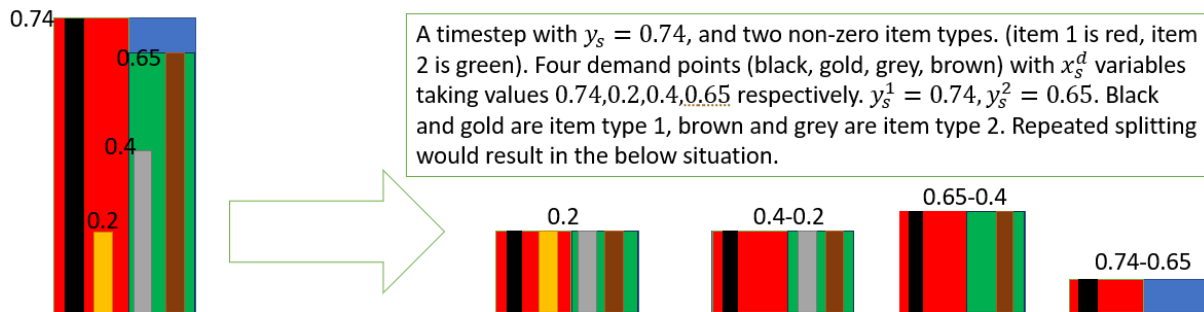 0.74
0.65
0.4
0.2
A timestep with $y_s = 0.74$, and two non-zero item types. (item 1 is red, item
2 is green). Four demand points (black, gold, grey, brown) with $x_s^d$ variables
taking values 0.74,0.2,0.4,0.65 respectively. $y_s^1 = 0.74, y_s^2 = 0.65$. Black
and gold are item type 1, brown and grey are item type 2. Repeated splitting
would result in the below situation.
0.2
0.4-0.2
0.65-0.4
0.74-0.65